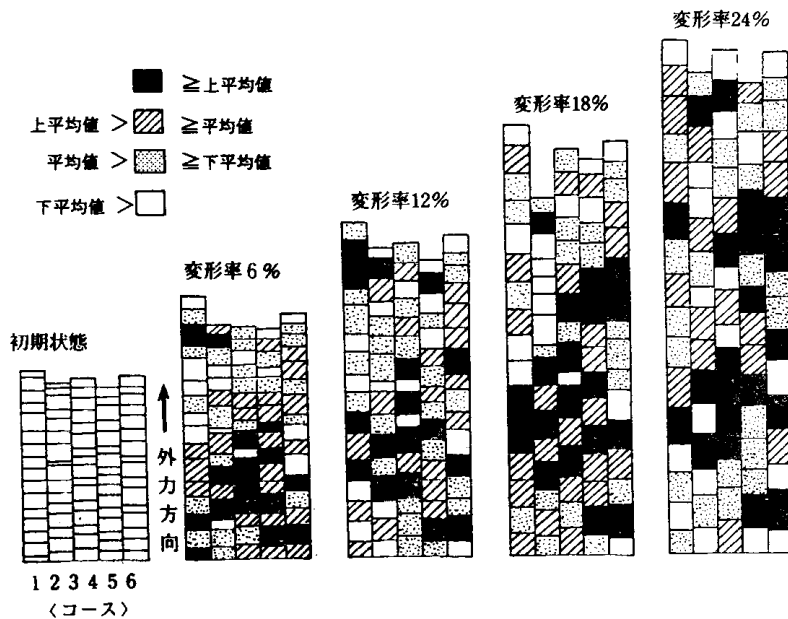 変形率24%
変形率18%
変形率12%
変形率6%
初期状態
≧上平均値
上平均値> ≧平均値
平均値> ≧下平均値
下平均値>
外力方向
1 2 3 4 5 6
〈コース〉